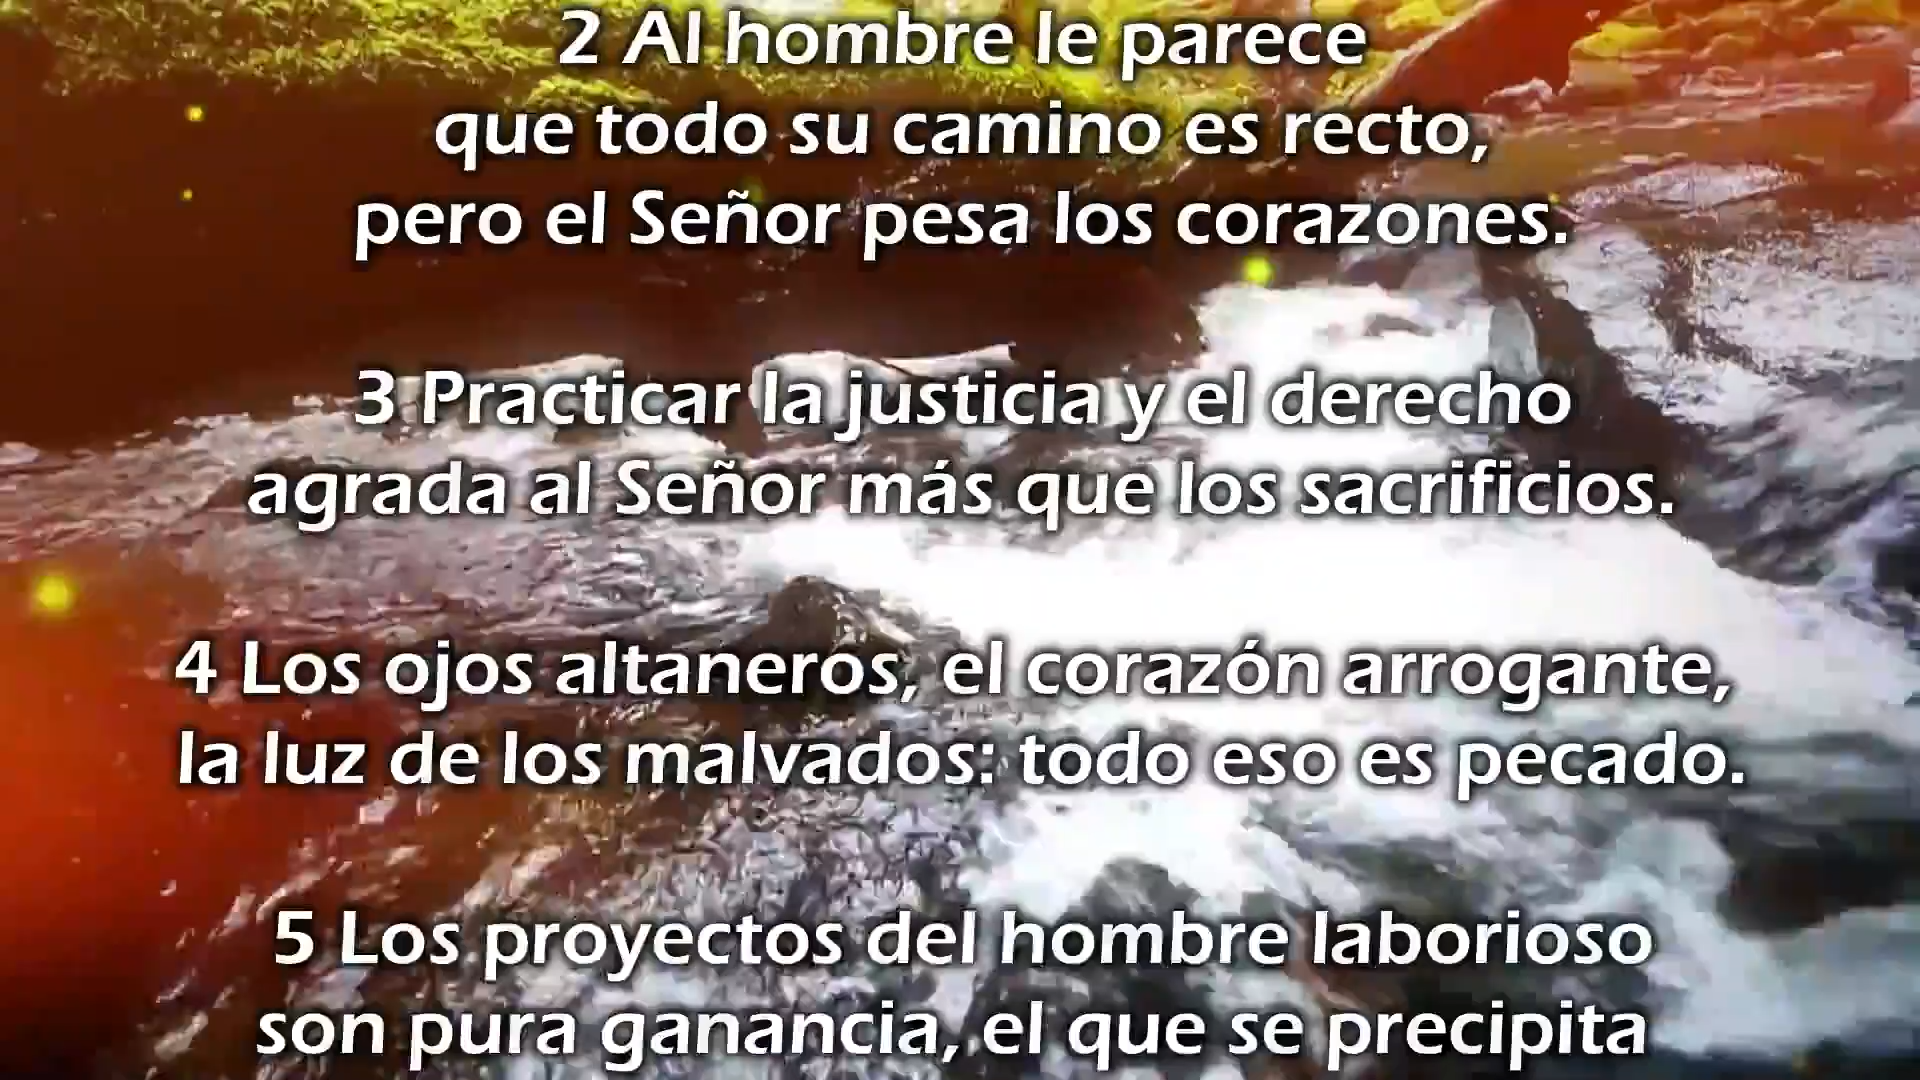 2 Al hombre le parece
que todo su camino es recto,
pero el Señor pesa los corazones.
3 Practicar la justicia y el derecho
agrada al Señor más que los sacrificios.
4 Los ojos altaneros, el corazón arrogante,
la luz de los malvados: todo eso es pecado.
5 Los proyectos del hombre laborioso
son pura ganancia, el que se precipita